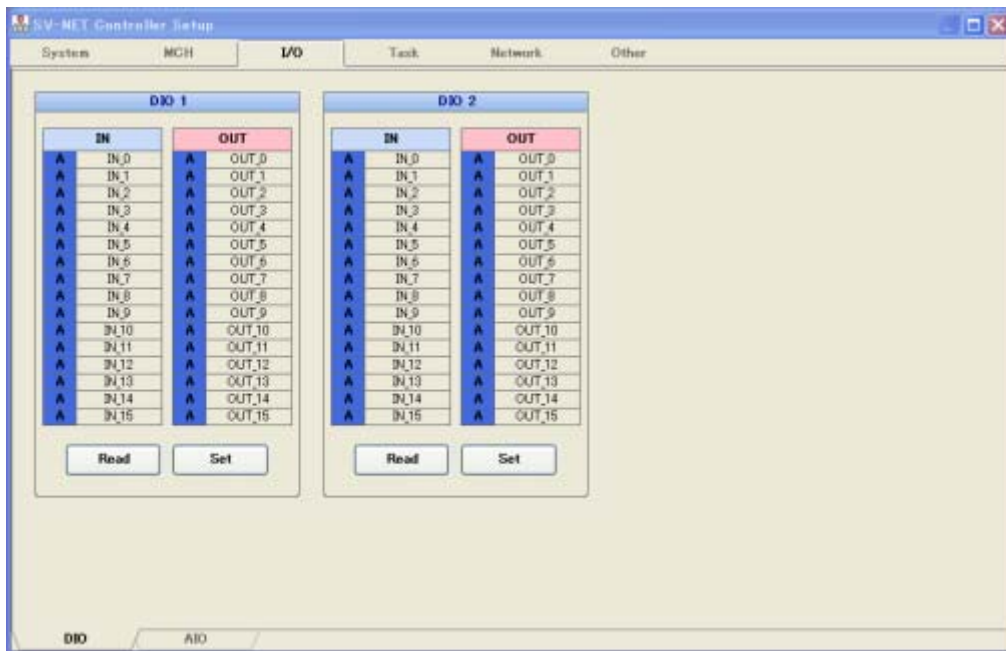 SV-NET Controller Setup
System MCH I/O Task Network Other
DIO 1 DIO 2
IN OUT IN OUT
A IN_0 A OUT_0 A IN_0 A OUT_0
A IN_1 A OUT_1 A IN_1 A OUT_1
A IN_2 A OUT_2 A IN_2 A OUT_2
A IN_3 A OUT_3 A IN_3 A OUT_3
A IN_4 A OUT_4 A IN_4 A OUT_4
A IN_5 A OUT_5 A IN_5 A OUT_5
A IN_6 A OUT_6 A IN_6 A OUT_6
A IN_7 A OUT_7 A IN_7 A OUT_7
A IN_8 A OUT_8 A IN_8 A OUT_8
A IN_9 A OUT_9 A IN_9 A OUT_9
A IN_10 A OUT_10 A IN_10 A OUT_10
A IN_11 A OUT_11 A IN_11 A OUT_11
A IN_12 A OUT_12 A IN_12 A OUT_12
A IN_13 A OUT_13 A IN_13 A OUT_13
A IN_14 A OUT_14 A IN_14 A OUT_14
A IN_15 A OUT_15 A IN_15 A OUT_15
Read Set Read Set
DIO AIO